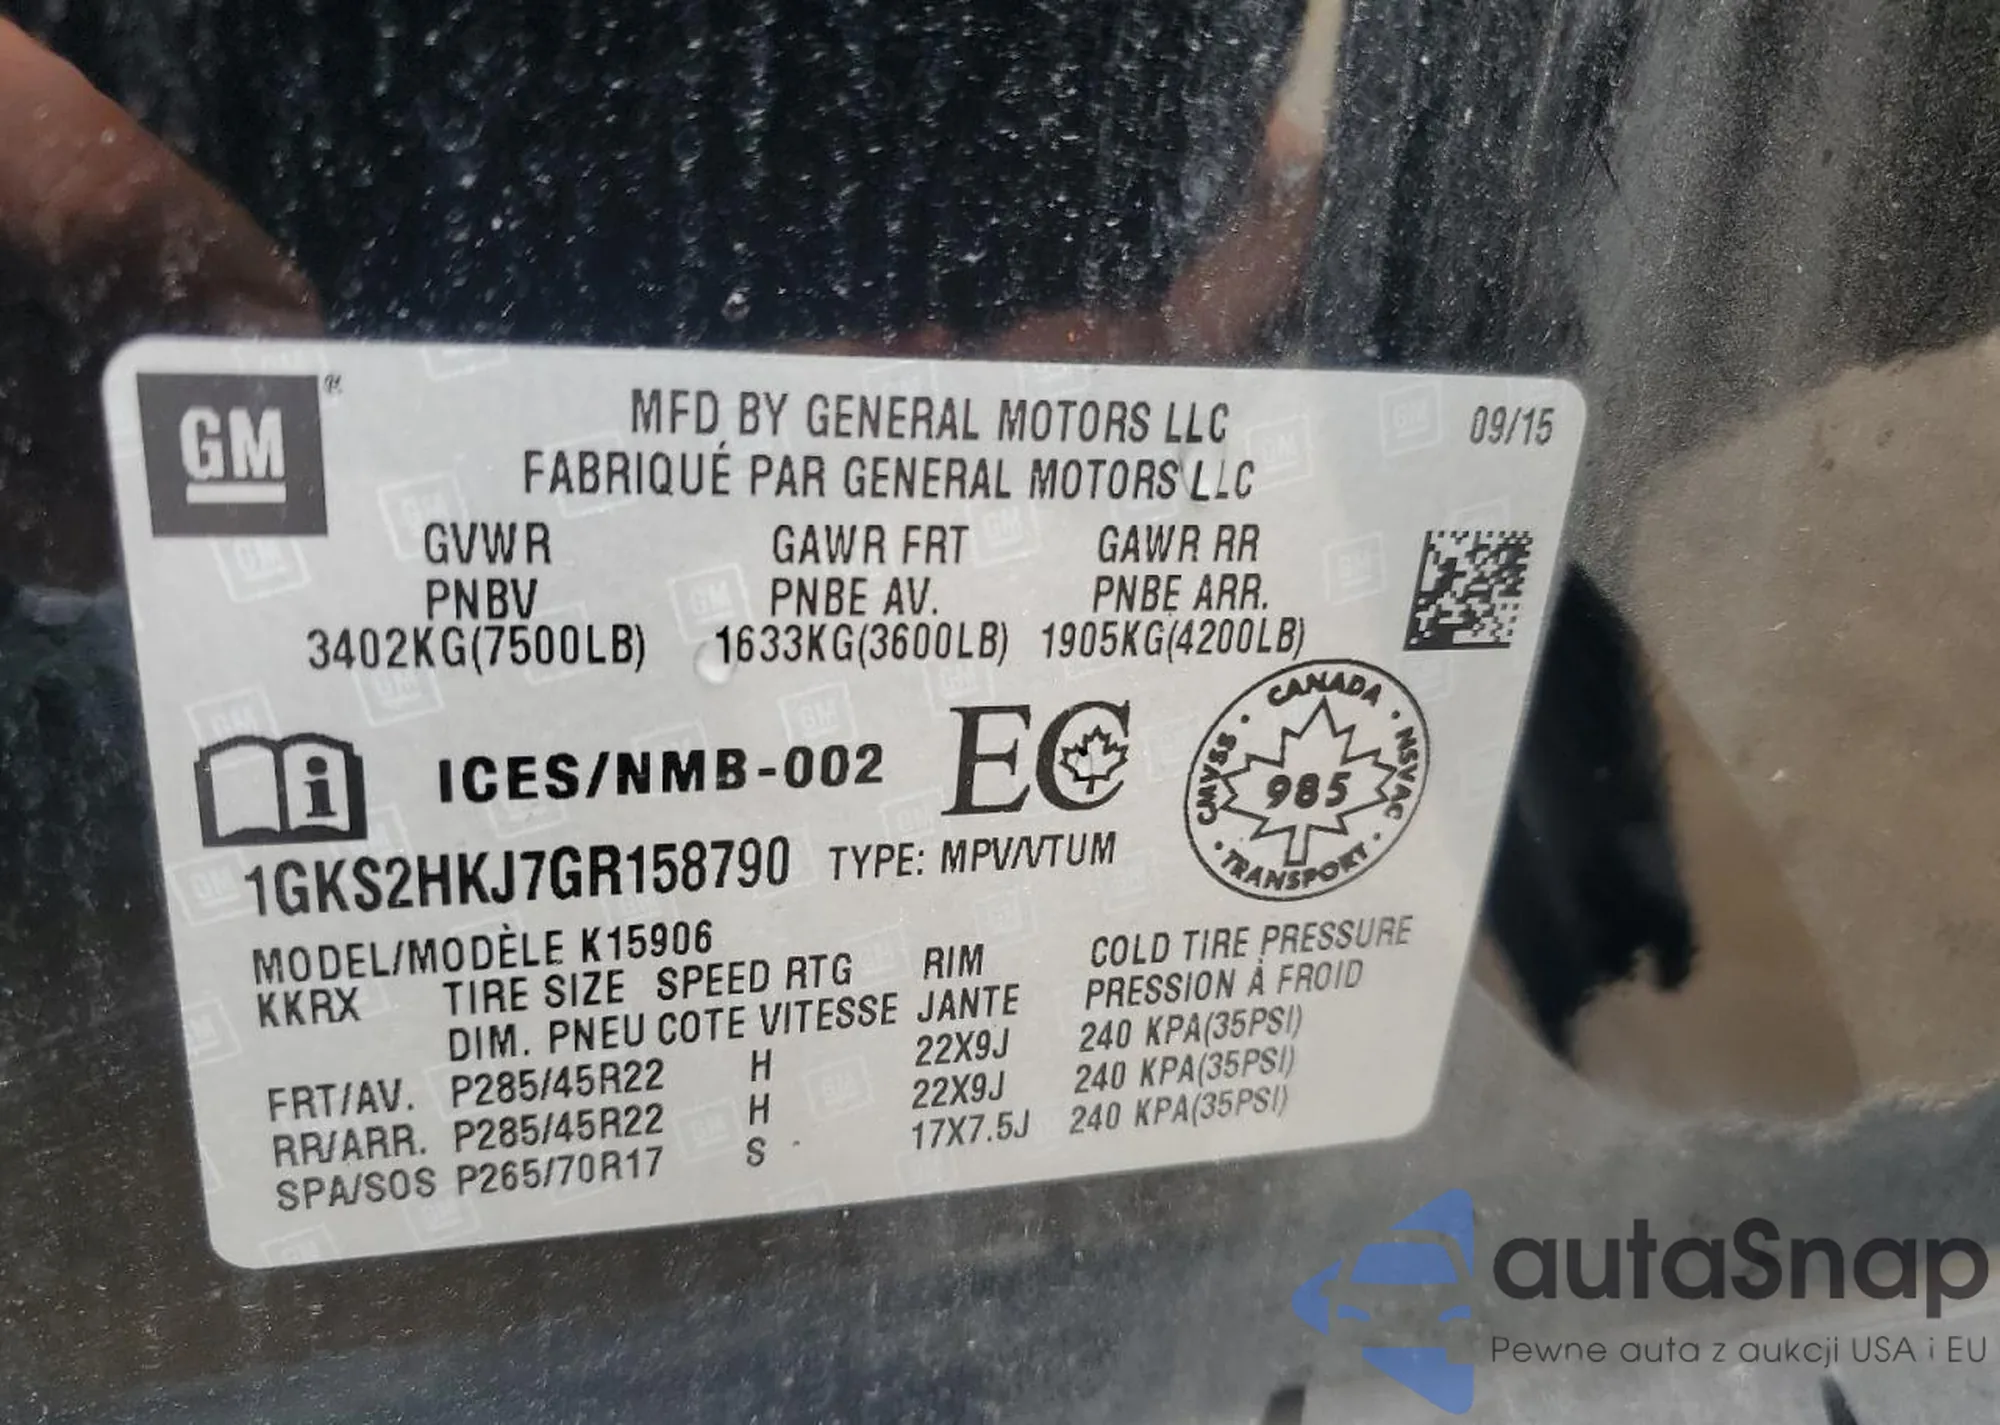 GM
MFD BY GENERAL MOTORS LLC 09/15
FABRIQUÉ PAR GENERAL MOTORS LLC
GVWR GAWR FRT GAWR RR
PNBV PNBE AV. PNBE ARR.
3402KG(7500LB) 1633KG(3600LB) 1905KG(4200LB)
i ICES/NMB-002 EC
CANADA
CMVSS · 985 · NSVAC
· TRANSPORT ·
1GKS2HKJ7GR158790 TYPE: MPV/VTUM
MODEL/MODÈLE K15906
KKRX TIRE SIZE SPEED RTG RIM COLD TIRE PRESSURE
DIM. PNEU COTE VITESSE JANTE PRESSION À FROID
FRT/AV. P285/45R22 H 22X9J 240 KPA(35PSI)
RR/ARR. P285/45R22 H 22X9J 240 KPA(35PSI)
SPA/SOS P265/70R17 S 17X7.5J 240 KPA(35PSI)
autaSnap
Pewne auta z aukcji USA i EU